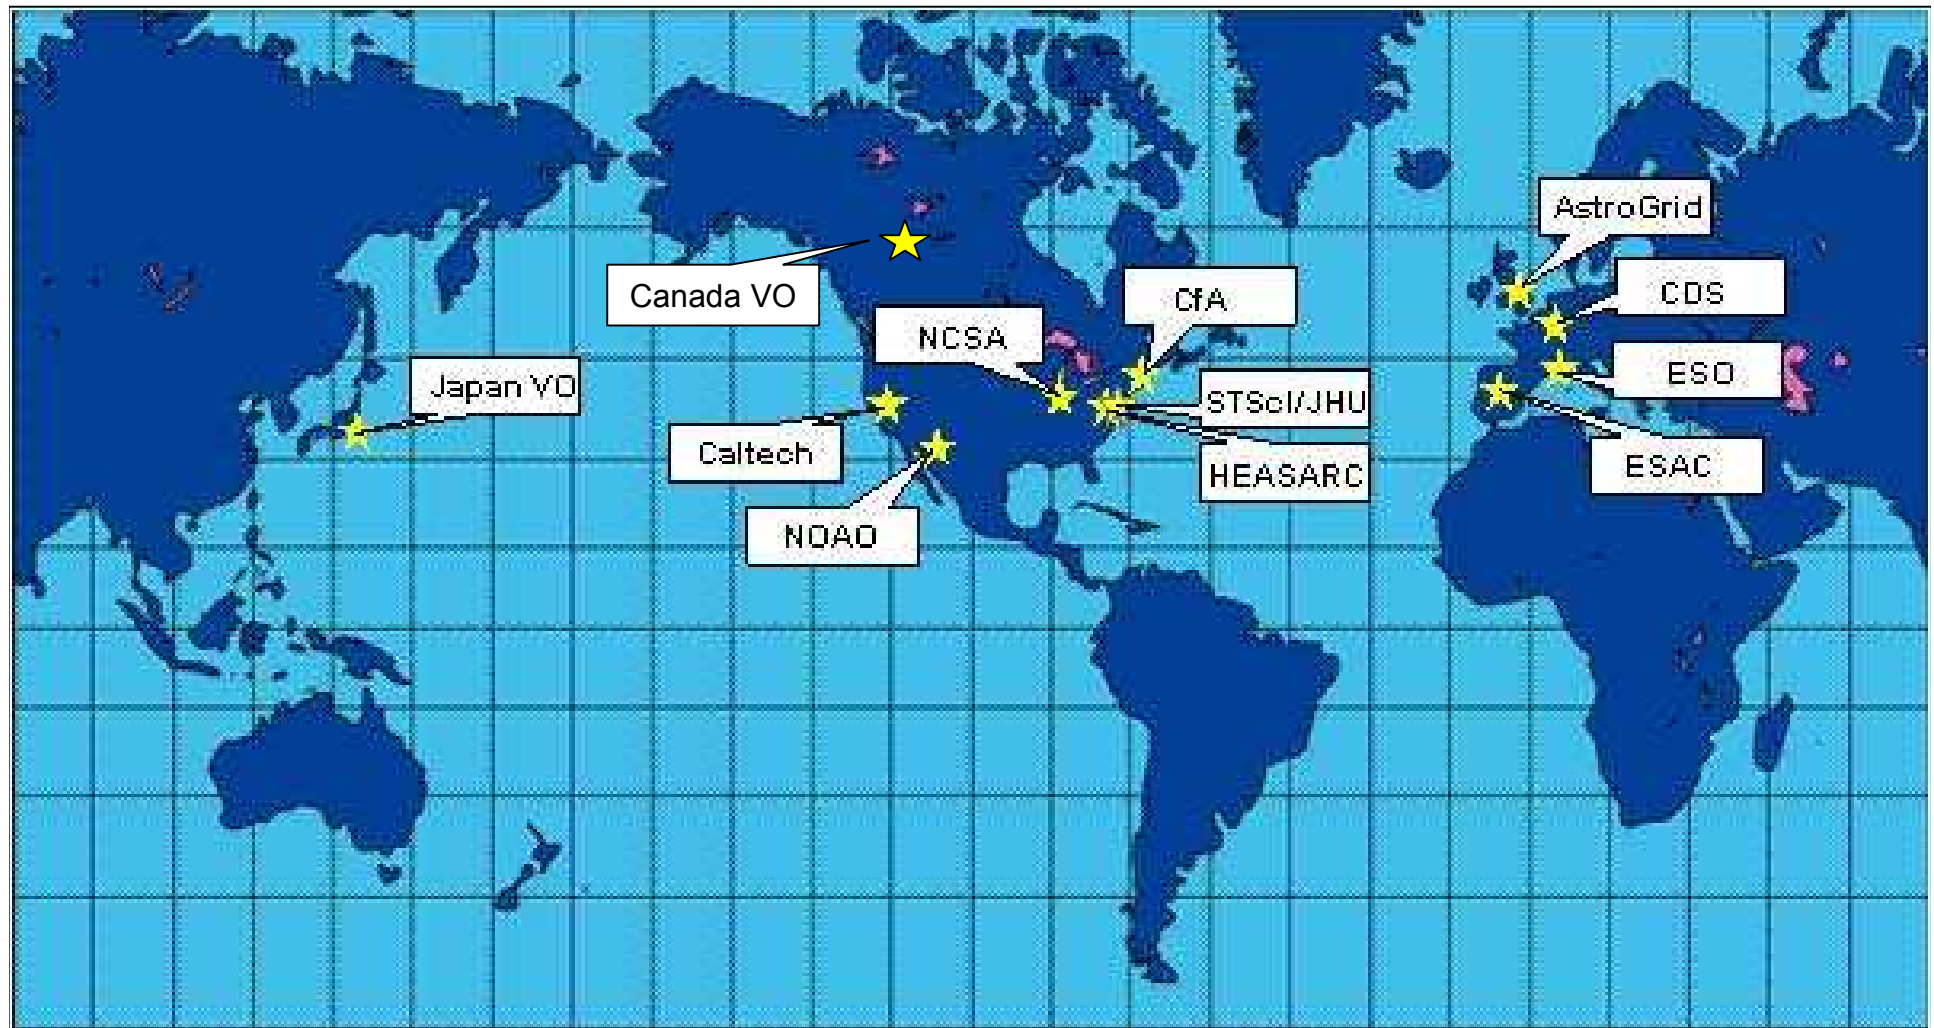 AstroGrid
CDS
Canada VO
CfA
NCSA
Japan VO
ESO
STScI/JHU
Caltech
ESAC
HEASARC
NOAO